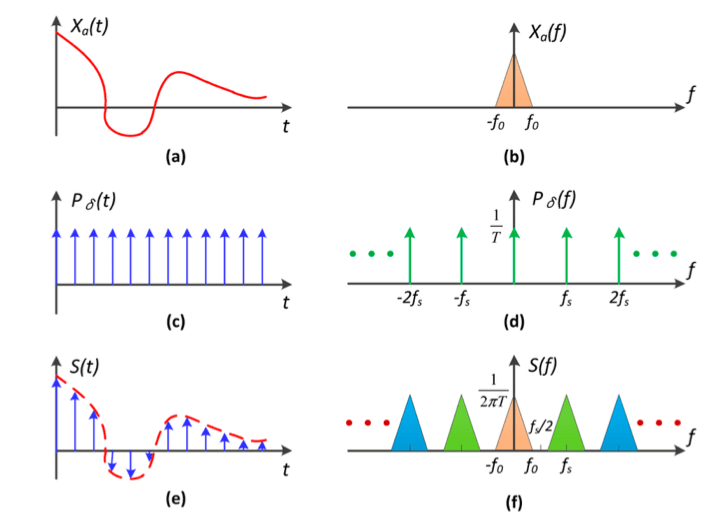 Xa(t)
t
(a)
Xa(f)
f
-f0 f0
(b)
P δ(t)
t
(c)
P δ(f)
1/T
f
-2fs -fs fs 2fs
(d)
S(t)
t
(e)
S(f)
1/2πT
fs/2
f
-f0 f0 fs
(f)